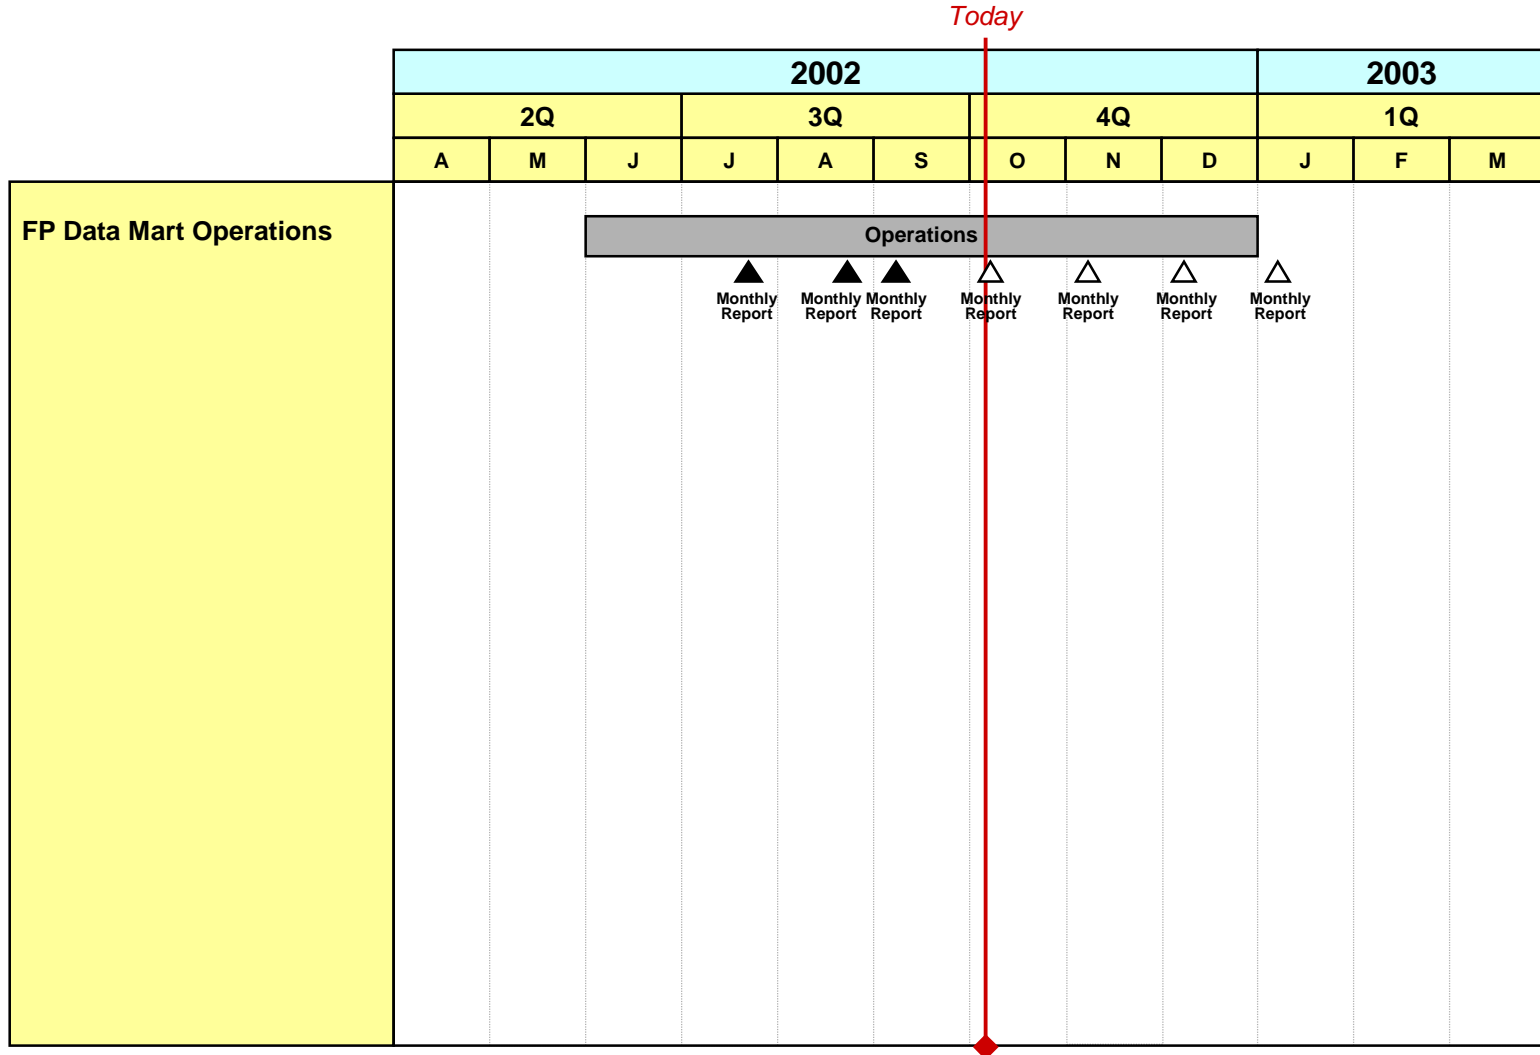 Today
2002 2003
2Q 3Q 4Q 1Q
A M J J A S O N D J F M
FP Data Mart Operations
Operations
Monthly Monthly Monthly Monthly Monthly Monthly Monthly
Report Report Report Report Report Report Report